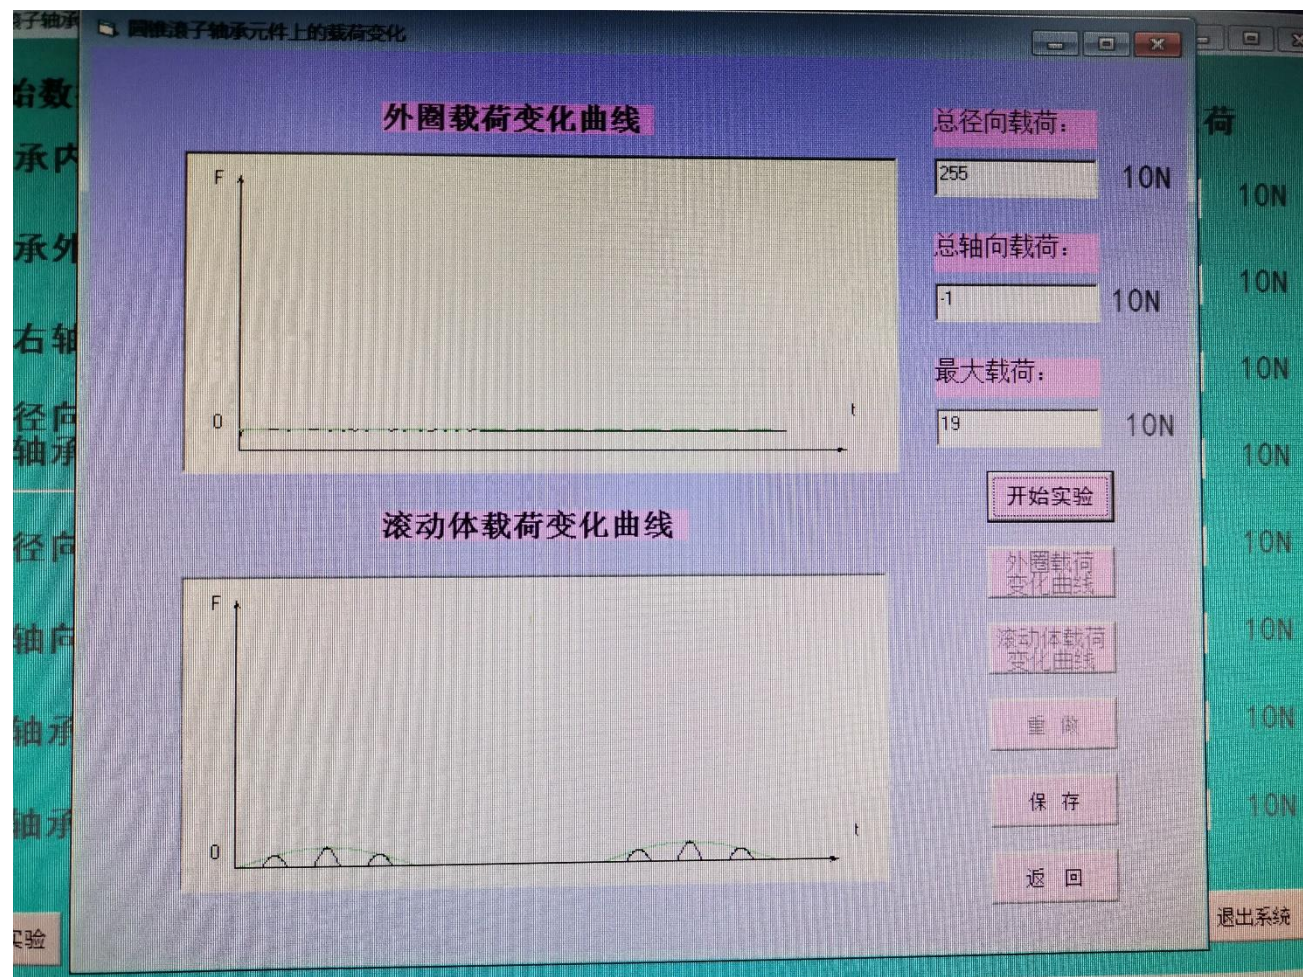 圆锥滚子轴承元件上的载荷变化
外圈载荷变化曲线
F
0
t
总径向载荷：
255
10N
总轴向载荷：
-1
10N
最大载荷：
19
10N
开始实验
外圈载荷
变化曲线
滚动体载荷
变化曲线
重 做
保 存
返 回
滚动体载荷变化曲线
F
0
t
子轴承
始数
承内
承外
右轴
径向
轴承
径向
轴向
轴承
轴承
实验
荷
10N
10N
10N
10N
10N
10N
10N
10N
退出系统